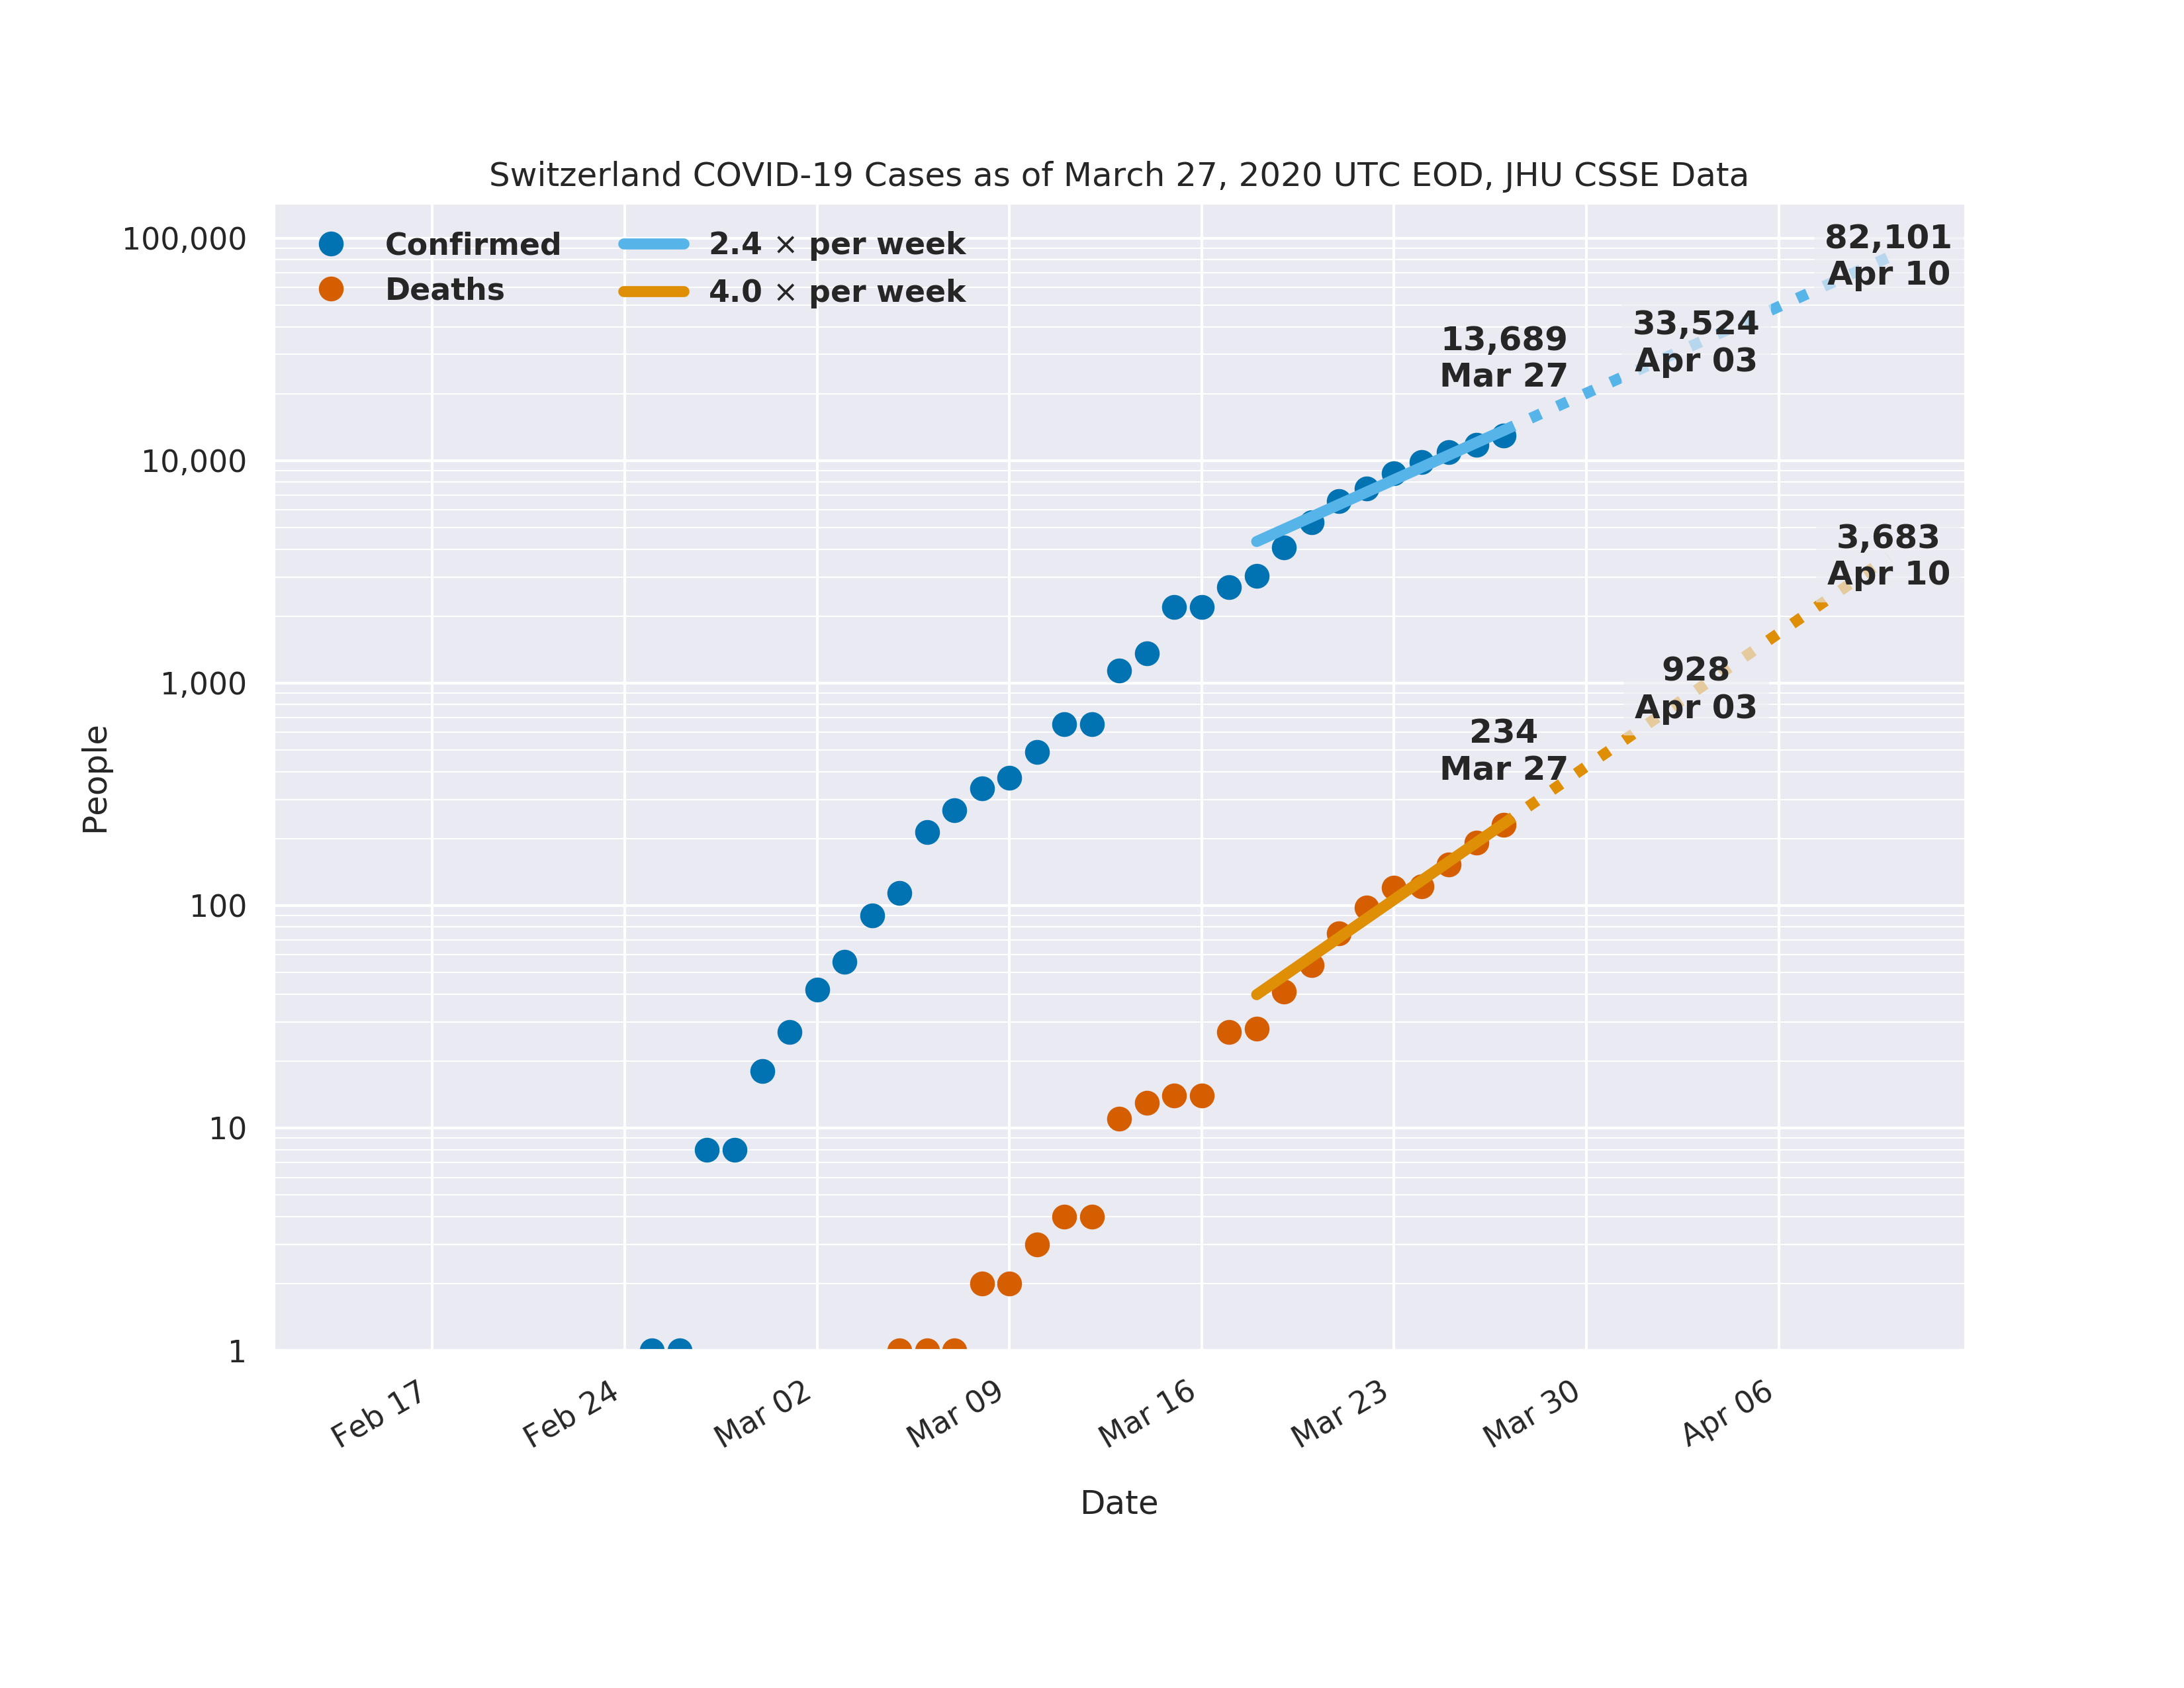 Switzerland COVID-19 Cases as of March 27, 2020 UTC EOD, JHU CSSE Data
Confirmed
Deaths
2.4 × per week
4.0 × per week
82,101
Apr 10
33,524
Apr 03
13,689
Mar 27
3,683
Apr 10
928
Apr 03
234
Mar 27
People
100,000
10,000
1,000
100
10
1
Feb 17
Feb 24
Mar 02
Mar 09
Mar 16
Mar 23
Mar 30
Apr 06
Date